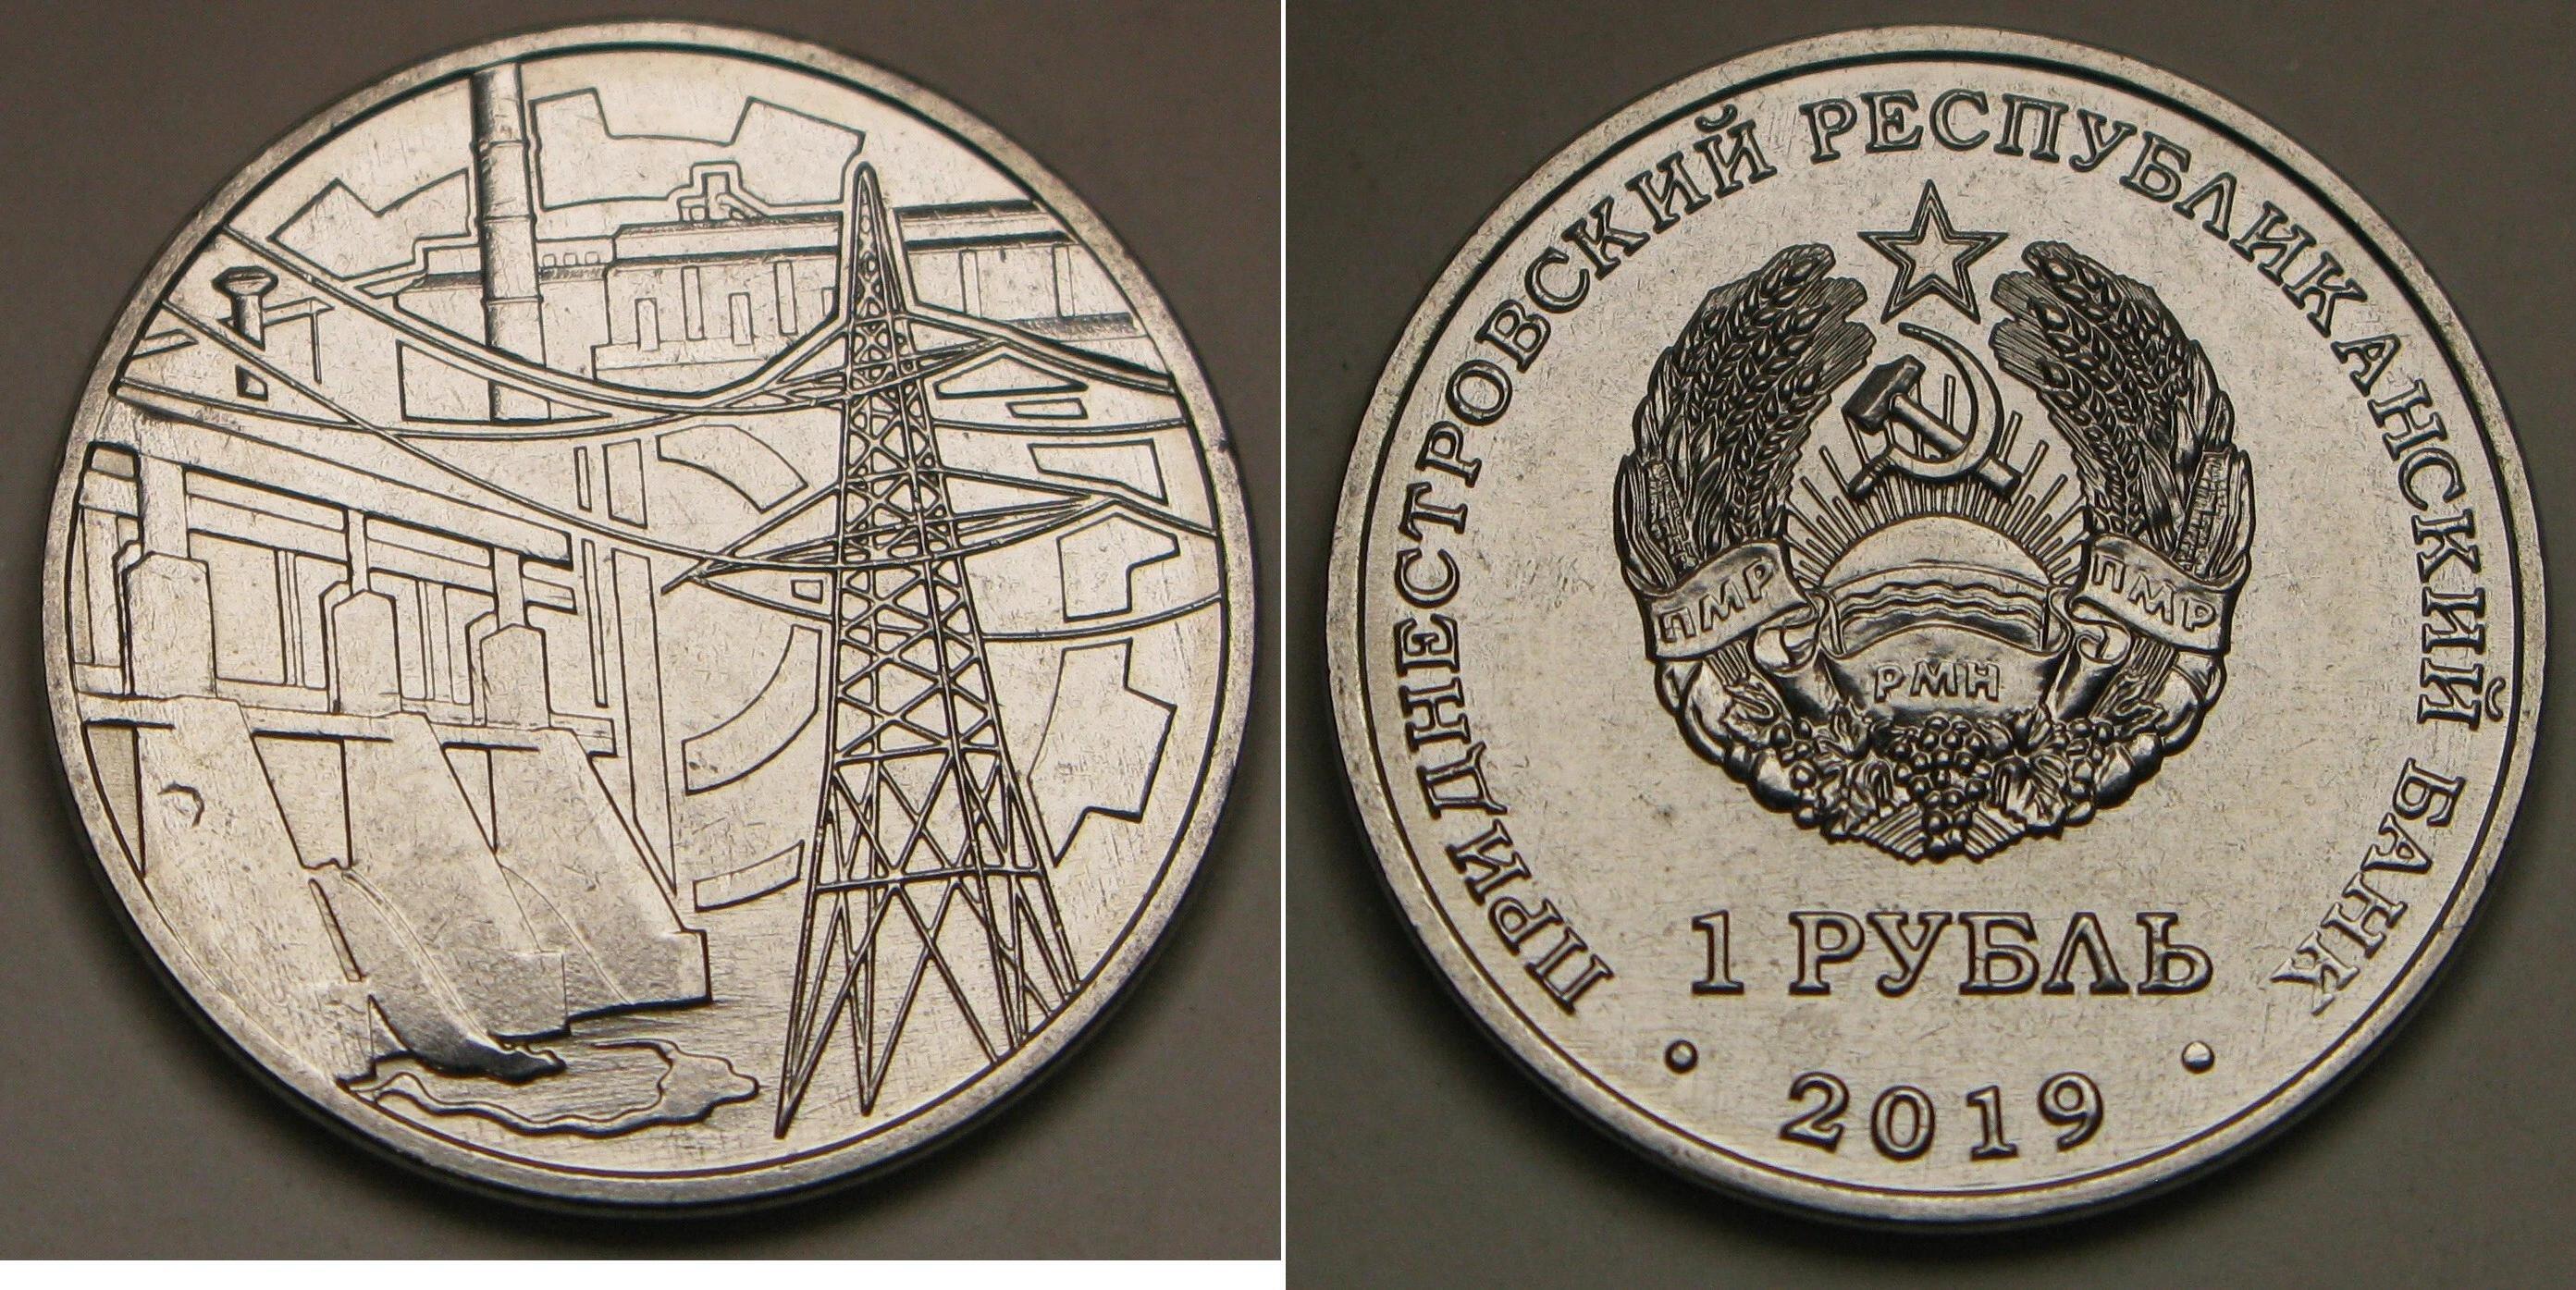 ПРИДНЕСТРОВСКИЙ РЕСПУБЛИКАНСКИЙ БАНК
ПМР
ПМР
РМН
1 РУБЛЬ
• 2019 •